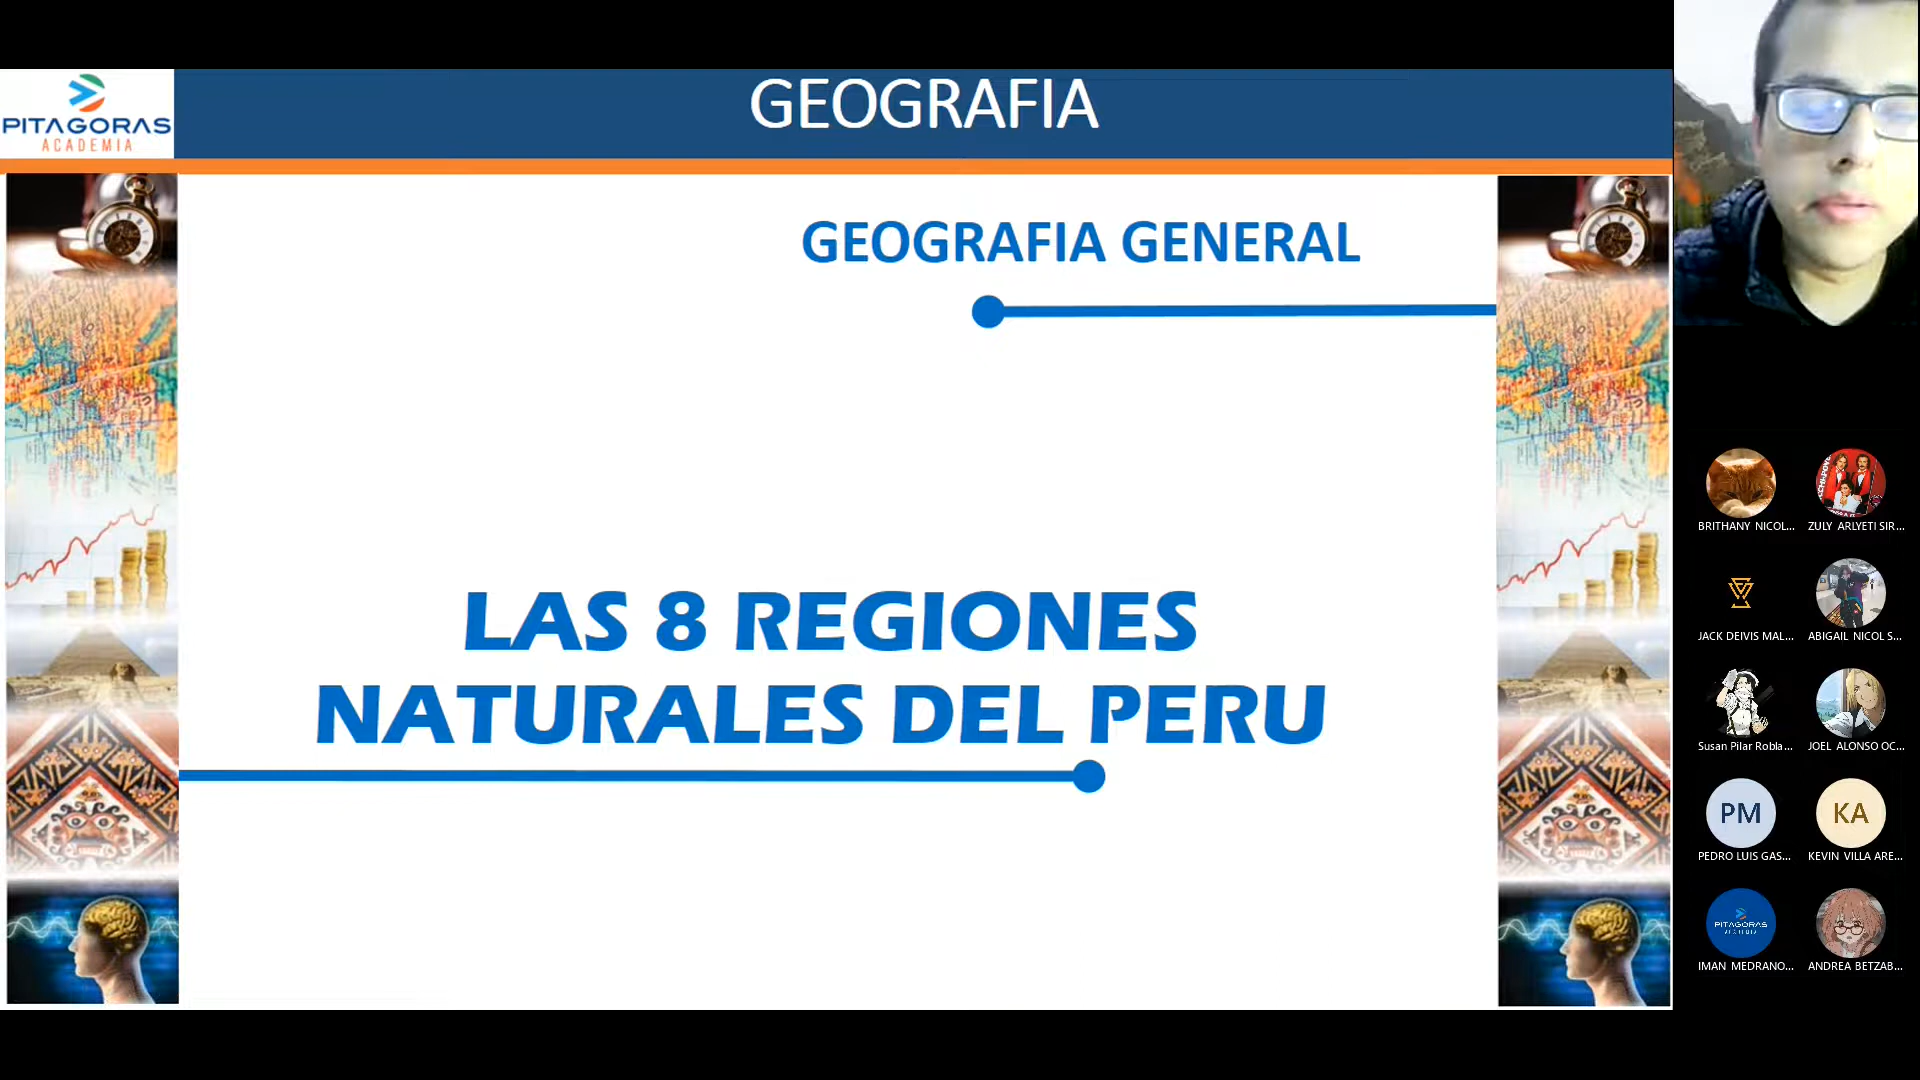 PITAGORAS
ACADEMIA
GEOGRAFIA
GEOGRAFIA GENERAL
LAS 8 REGIONES
NATURALES DEL PERU
BRITHANY NICOL...
ZULY ARLYETI SIR...
JACK DEIVIS MAL...
ABIGAIL NICOL S...
Susan Pilar Robla...
JOEL ALONSO OC...
PM
KA
PEDRO LUIS GAS...
KEVIN VILLA ARE...
PITAGORAS
ACADEMIA
IMAN MEDRANO...
ANDREA BETZAB...